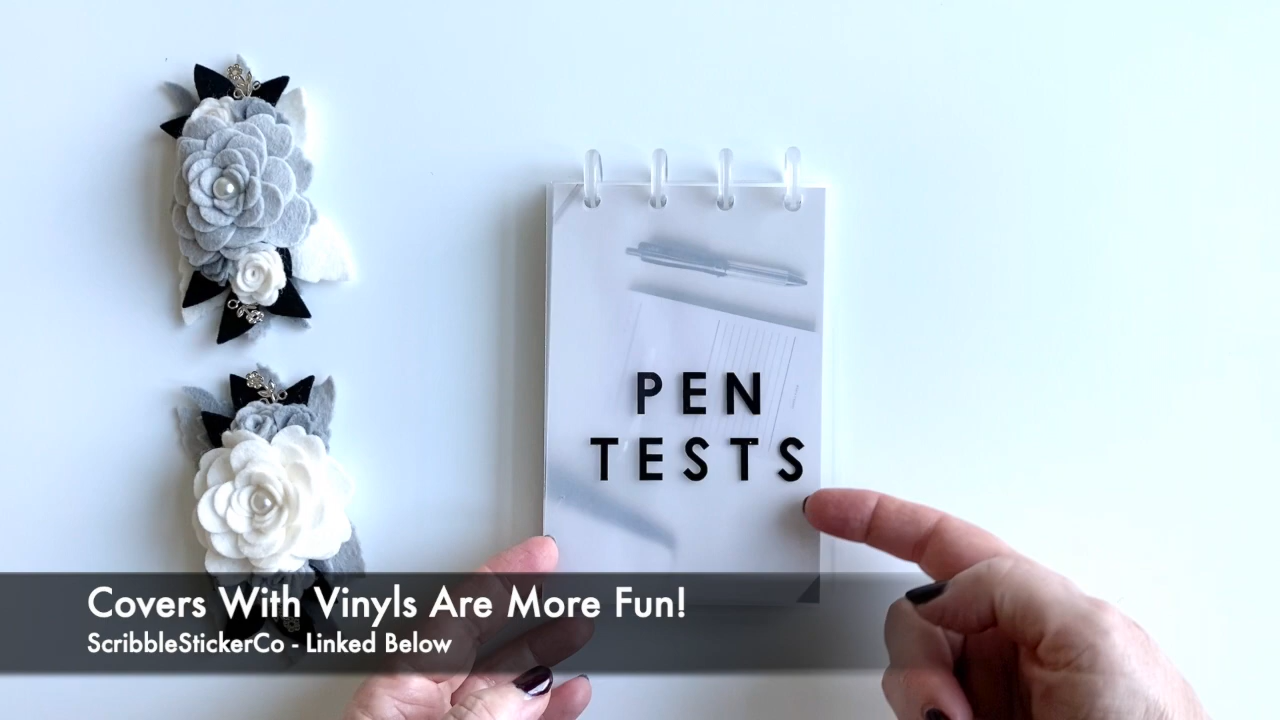 PEN
TESTS
Covers With Vinyls Are More Fun!
ScribbleStickerCo - Linked Below